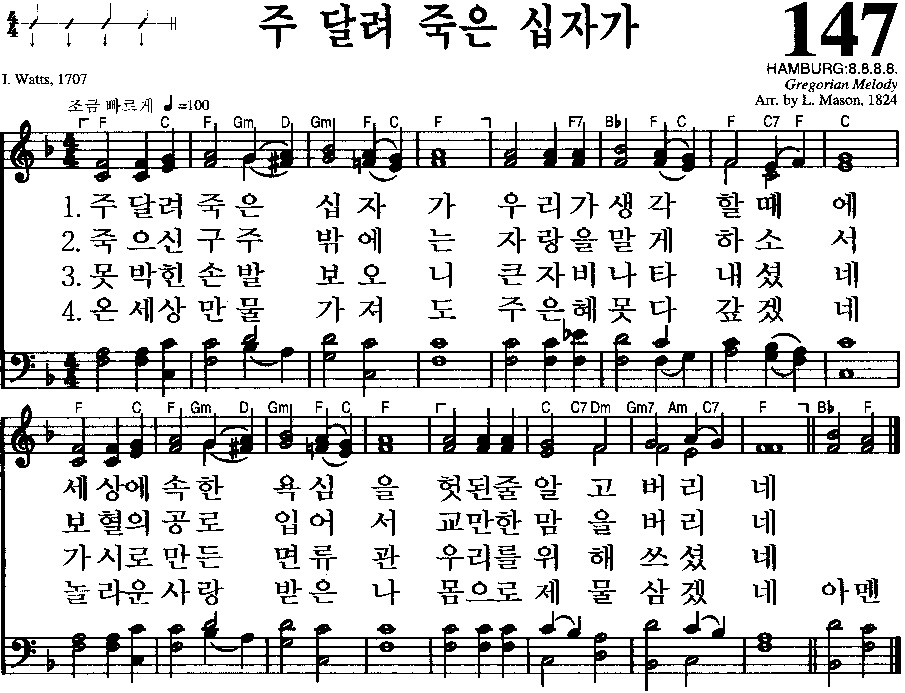 4/4
주 달려 죽은 십자가
147
HAMBURG:8.8.8.8.
Gregorian Melody
Arr. by L. Mason, 1824
I. Watts, 1707
조금 빠르게 ♩=100
F C F Gm D Gm F C F F7 B♭ F C F C7 F C
1. 주 달려 죽은 십 자 가 우 리가 생 각 할 때 에
2. 죽 으신 구 주 밖 에 는 자 랑을 말 게 하 소 서
3. 못 박힌 손 발 보 오 니 큰 자비 나 타 내 셨 네
4. 온 세상 만 물 가 져 도 주 은혜 못 다 갚 겠 네
F C F Gm D Gm F C F C C7 Dm Gm7 Am C7 F B♭ F
세 상에 속 한 욕 심 을 헛 된줄 알 고 버 리 네
보 혈의 공 로 입 어 서 교 만한 맘 을 버 리 네
가 시로 만 든 면 류 관 우 리를 위 해 쓰 셨 네
놀 라운 사 랑 받 은 나 몸 으로 제 물 삼 겠 네 아멘